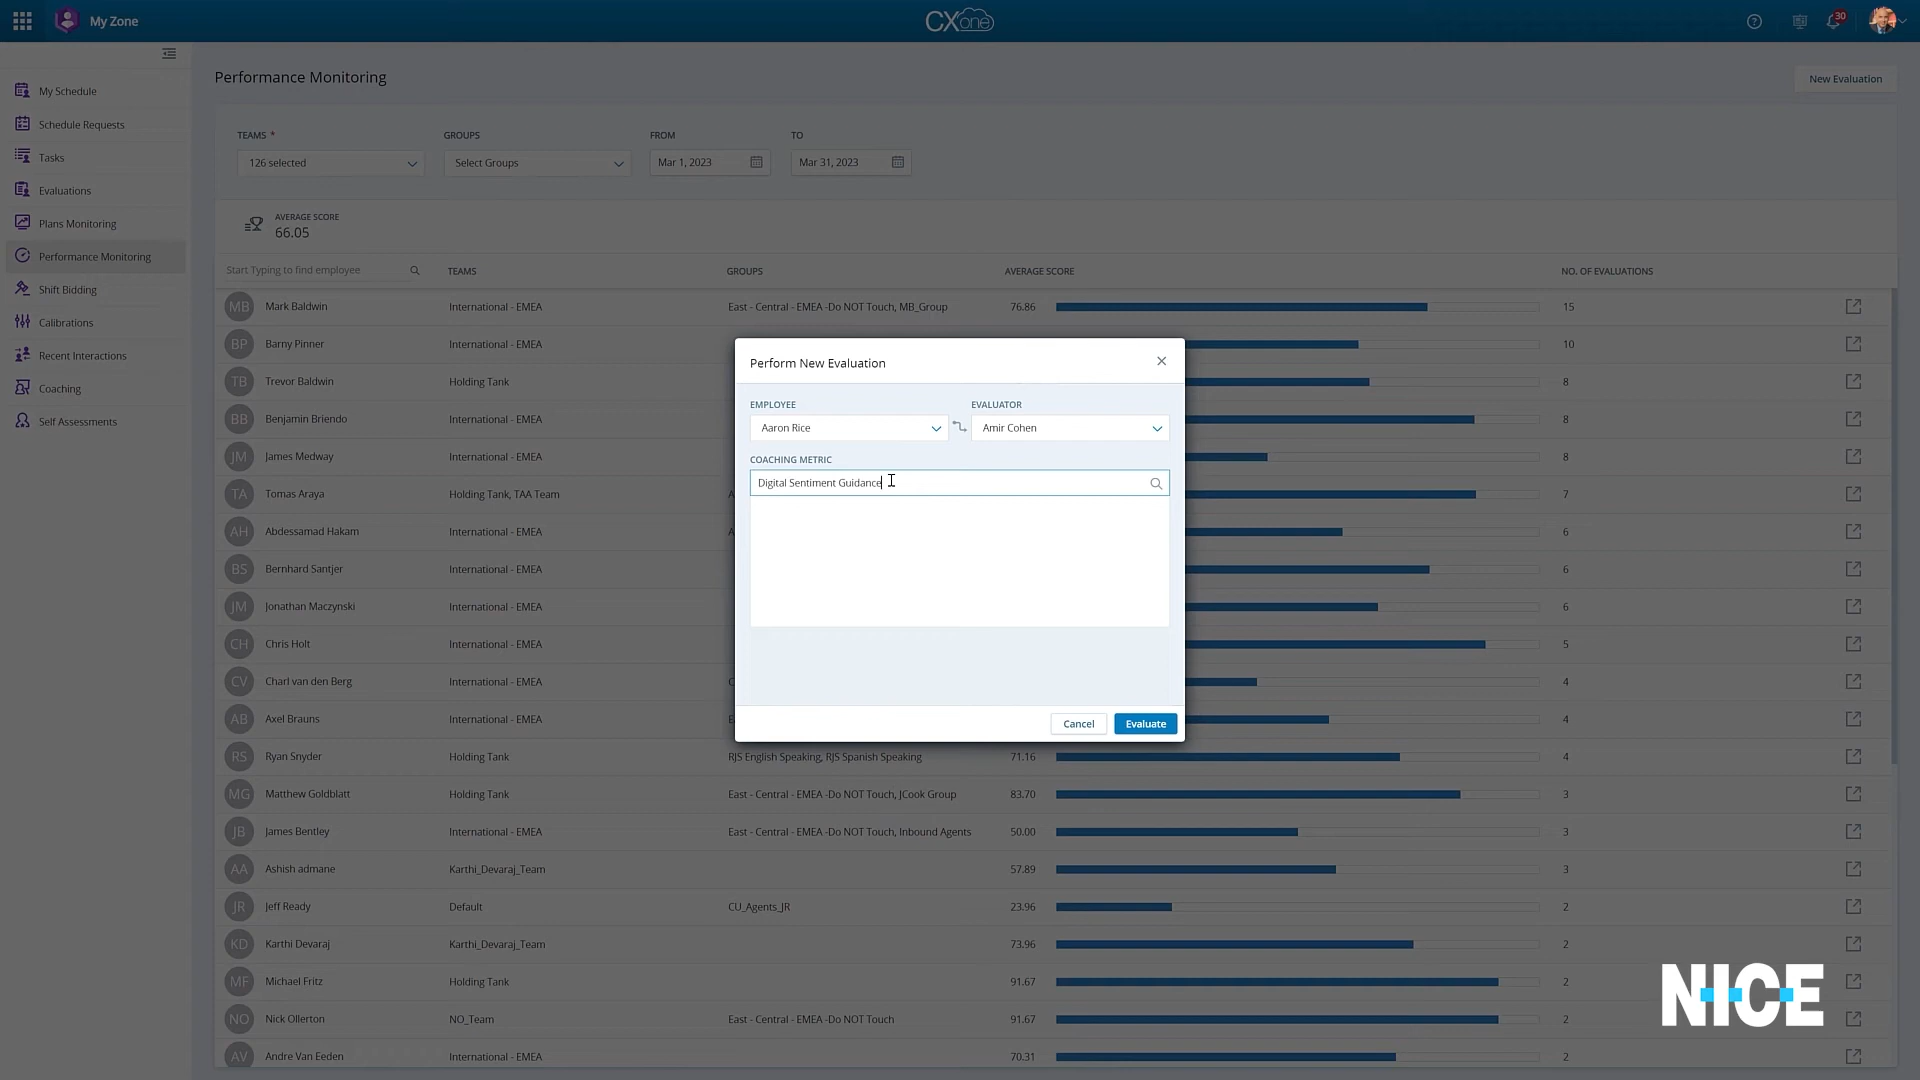 My Zone
CXone
30
My Schedule
Schedule Requests
Tasks
Evaluations
Plans Monitoring
Performance Monitoring
Shift Bidding
Calibrations
Recent Interactions
Coaching
Self Assessments
Performance Monitoring
New Evaluation
TEAMS * GROUPS FROM TO
126 selected Select Groups Mar 1, 2023 Mar 31, 2023
AVERAGE SCORE
66.05
Start Typing to find employee TEAMS GROUPS AVERAGE SCORE NO. OF EVALUATIONS
MB Mark Baldwin International - EMEA East - Central - EMEA -Do NOT Touch, MB_Group 76.86 15
BP Barny Pinner International - EMEA 10
TB Trevor Baldwin Holding Tank 8
BB Benjamin Briendo International - EMEA 8
JM James Medway International - EMEA 8
TA Tomas Araya Holding Tank, TAA Team 7
AH Abdessamad Hakam International - EMEA 6
BS Bernhard Santjer International - EMEA 6
JM Jonathan Maczynski International - EMEA 6
CH Chris Holt International - EMEA 5
CV Charl van den Berg International - EMEA 4
AB Axel Brauns International - EMEA 4
RS Ryan Snyder Holding Tank RJS English Speaking, RJS Spanish Speaking 71.16 4
MG Matthew Goldblatt Holding Tank East - Central - EMEA -Do NOT Touch, JCook Group 83.70 3
JB James Bentley International - EMEA East - Central - EMEA -Do NOT Touch, Inbound Agents 50.00 3
AA Ashish admane Karthi_Devaraj_Team 57.89 3
JR Jeff Ready Default CU_Agents_JR 23.96 2
KD Karthi Devaraj Karthi_Devaraj_Team 73.96 2
MF Michael Fritz Holding Tank 91.67 2
NO Nick Ollerton NO_Team East - Central - EMEA -Do NOT Touch 91.67 2
AV Andre Van Eeden International - EMEA 70.31 2
Perform New Evaluation
EMPLOYEE EVALUATOR
Aaron Rice Amir Cohen
COACHING METRIC
Digital Sentiment Guidance
Cancel Evaluate
NICE